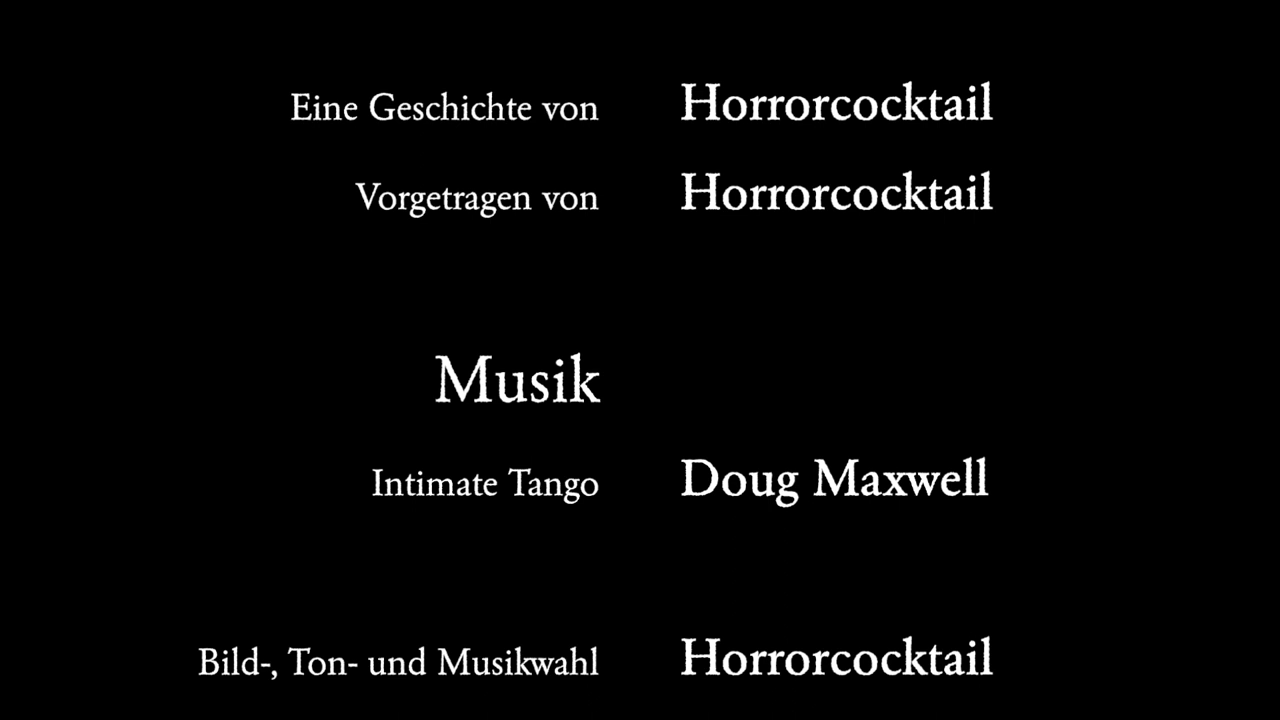 Eine Geschichte von Horrorcocktail
Vorgetragen von Horrorcocktail
Musik
Intimate Tango Doug Maxwell
Bild-, Ton- und Musikwahl Horrorcocktail